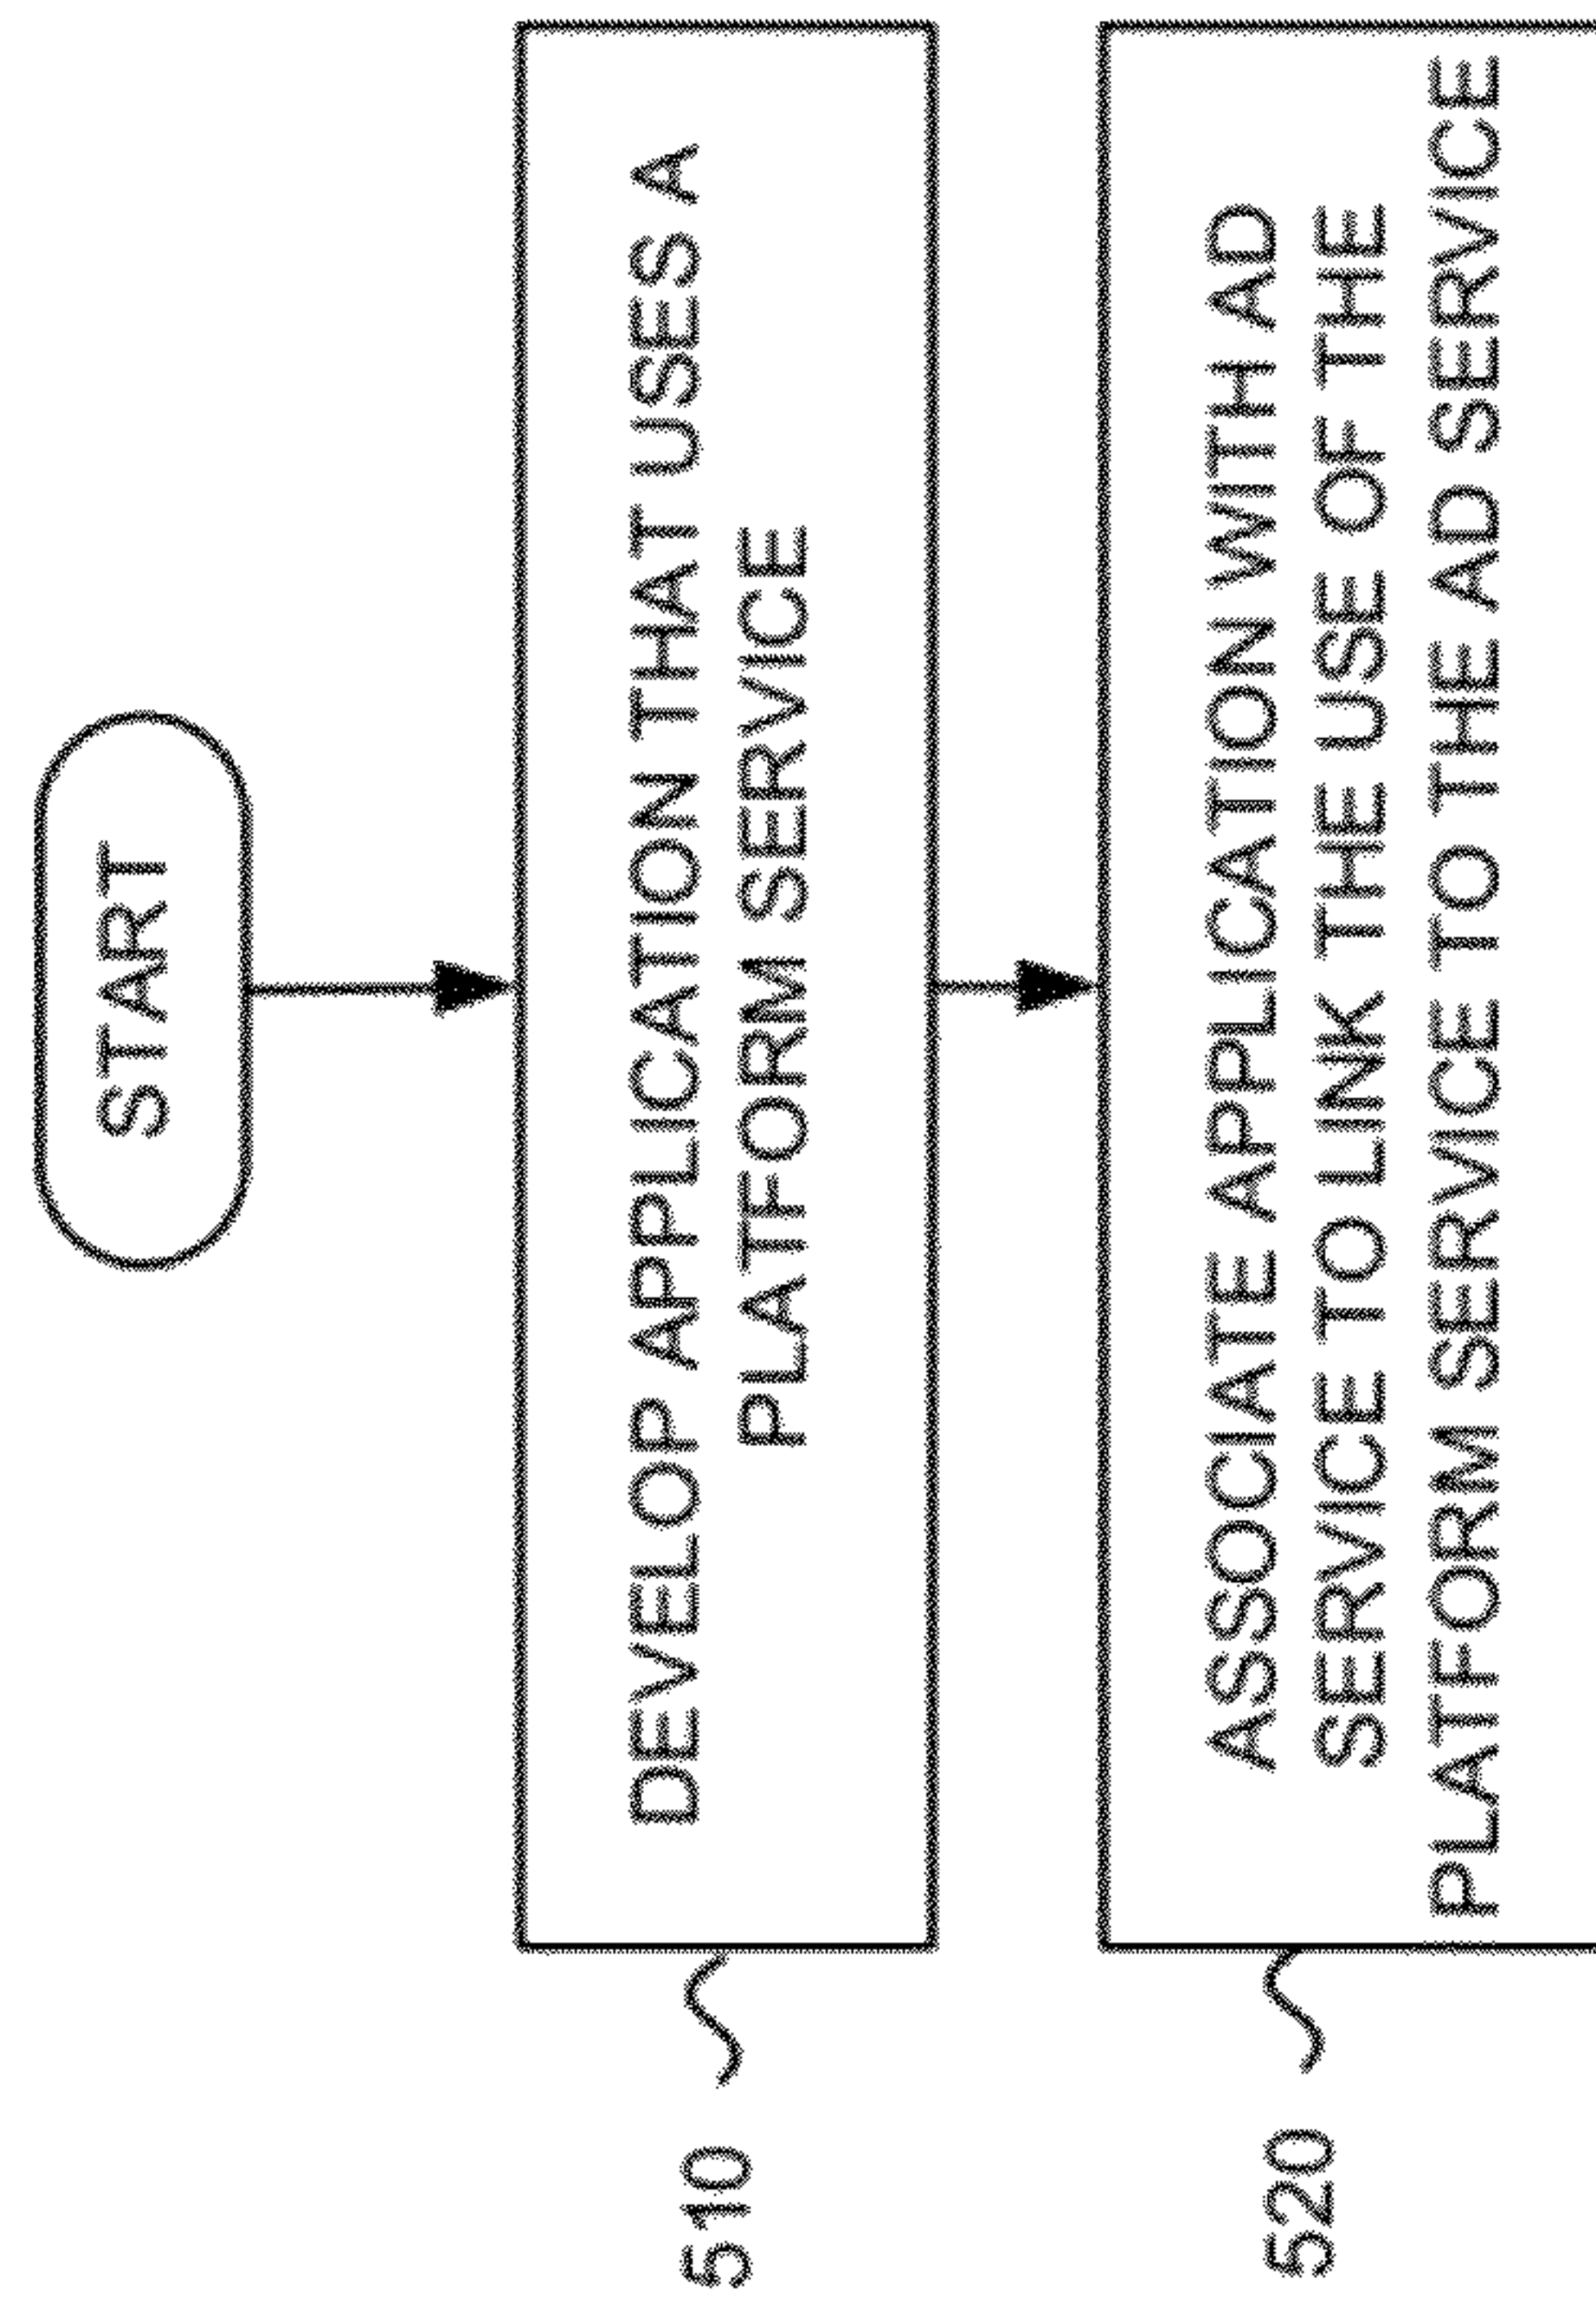 START
510
DEVELOP APPLICATION THAT USES A
PLATFORM SERVICE
520
ASSOCIATE APPLICATION WITH AD
SERVICE TO LINK THE USE OF THE
PLATFORM SERVICE TO THE AD SERVICE